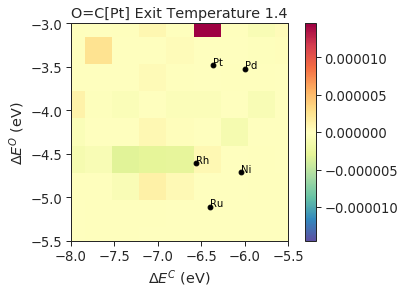 O=C[Pt] Exit Temperature 1.4
−3.0
−3.5
−4.0
−4.5
−5.0
−5.5
ΔE^O (eV)
Pt
Pd
Rh
Ni
Ru
−8.0 −7.5 −7.0 −6.5 −6.0 −5.5
ΔE^C (eV)
0.000010
0.000005
0.000000
−0.000005
−0.000010